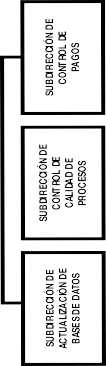 SUBDIRECCIÓN DE
ACTUALIZACIÓN DE
BASES DE DATOS
SUBDIRECCIÓN DE
CONTROL DE
CALIDAD DE
PROCESOS
SUBDIRECCIÓN DE
CONTROL DE
PAGOS